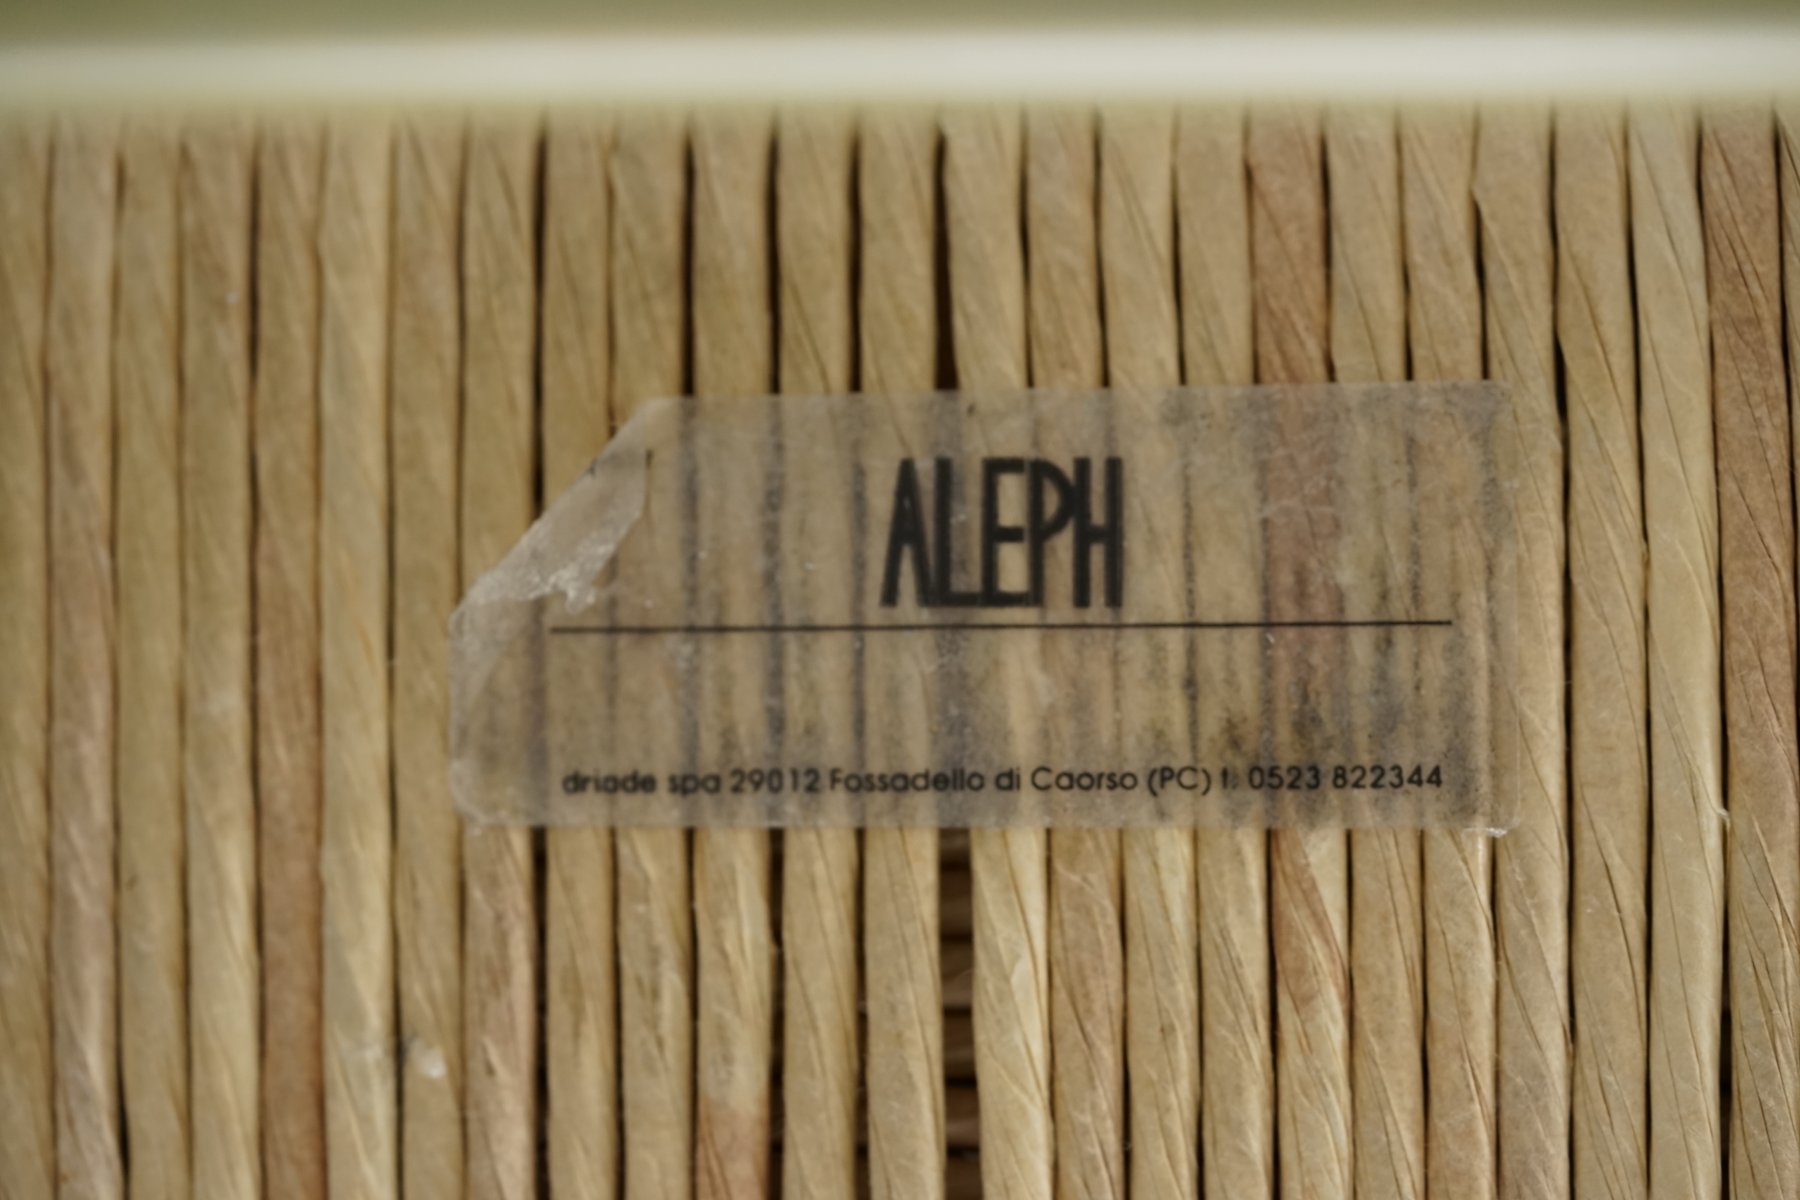 ALEPH
driade spa 29012 Fossadello di Caorso (PC) t. 0523 822344